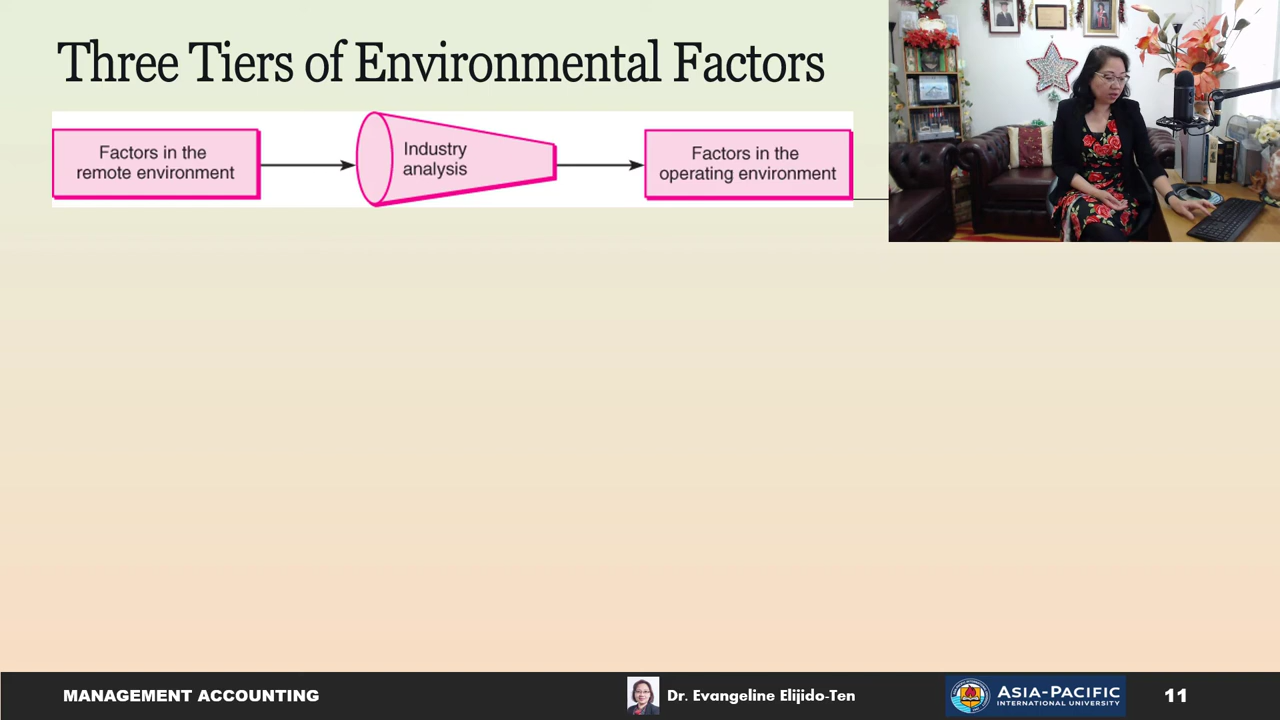 Three Tiers of Environmental Factors
Factors in the
remote environment
Industry
analysis
Factors in the
operating environment
MANAGEMENT ACCOUNTING
Dr. Evangeline Elijido-Ten
ASIA-PACIFIC
INTERNATIONAL UNIVERSITY
11